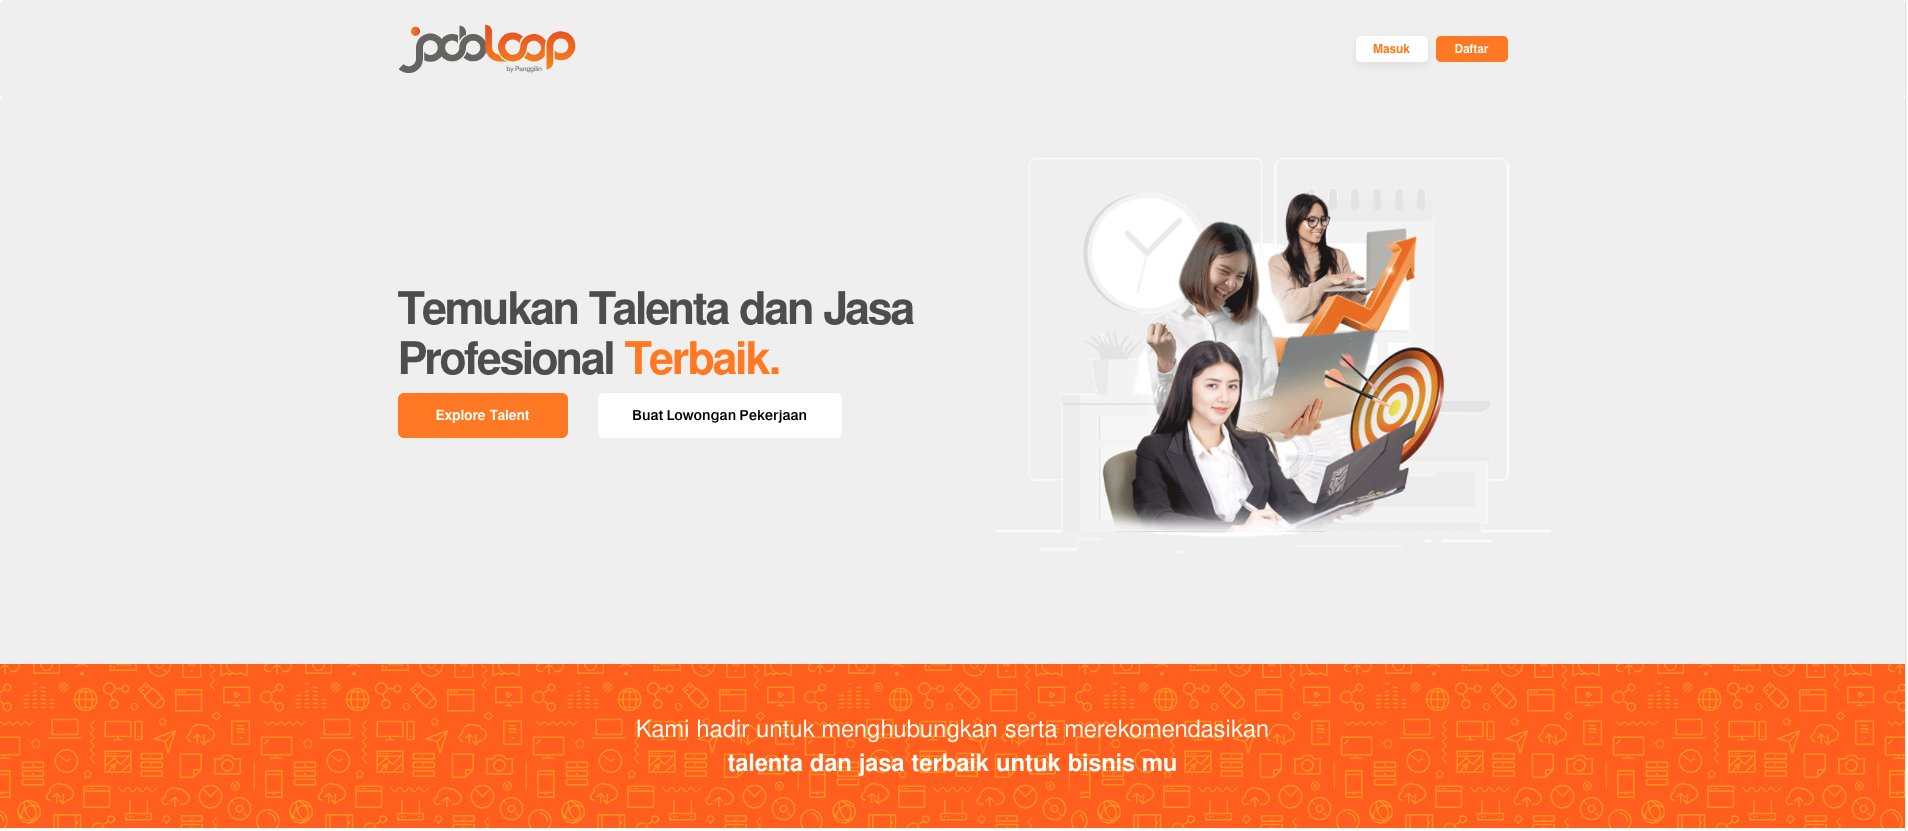 jobloop
by Panggilin
Masuk
Daftar
Temukan Talenta dan Jasa
Profesional Terbaik.
Explore Talent
Buat Lowongan Pekerjaan
Kami hadir untuk menghubungkan serta merekomendasikan
talenta dan jasa terbaik untuk bisnis mu